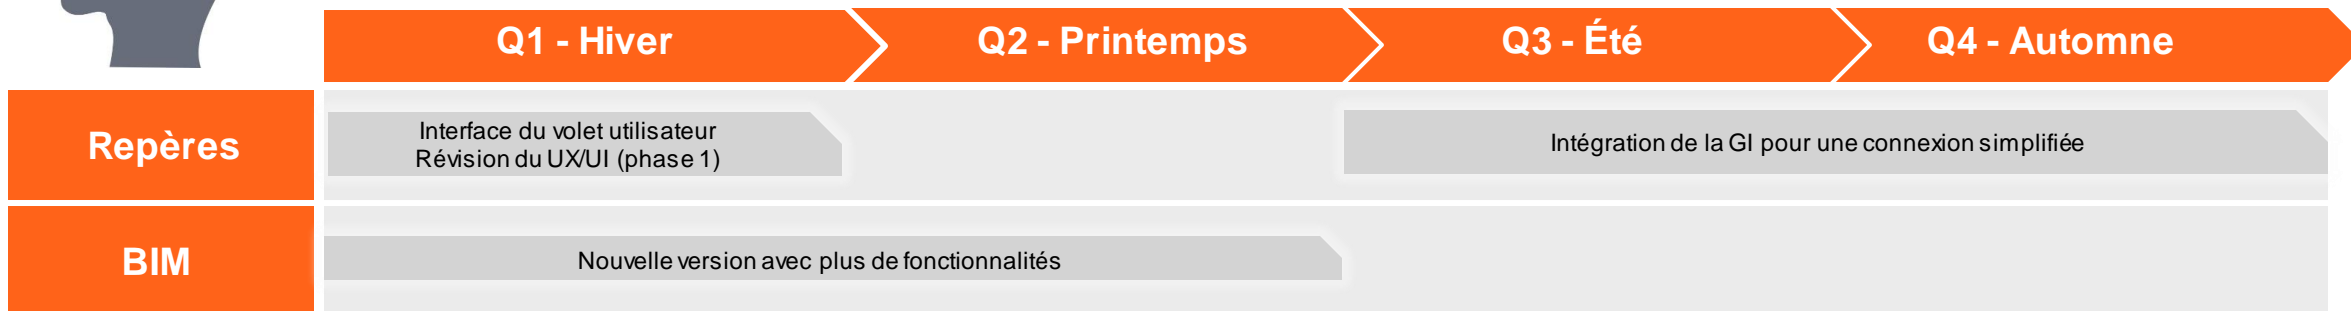 Q1 - Hiver
Q2 - Printemps
Q3 - Été
Q4 - Automne
Repères
Interface du volet utilisateur
Révision du UX/UI (phase 1)
Intégration de la GI pour une connexion simplifiée
BIM
Nouvelle version avec plus de fonctionnalités